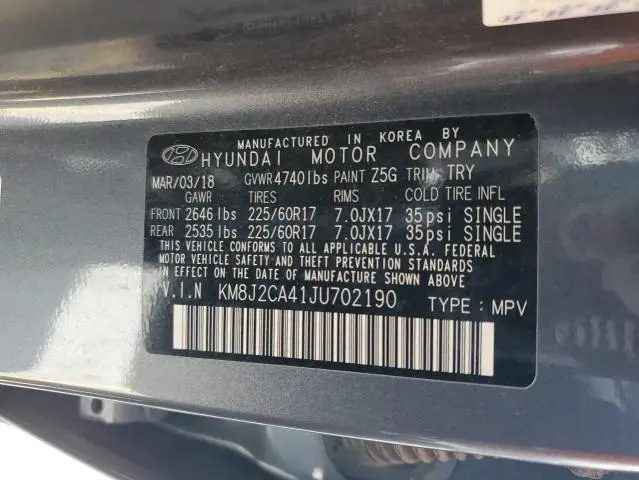 MANUFACTURED IN KOREA BY
HYUNDAI MOTOR COMPANY
MAR/03/18 GVWR4740lbs PAINT Z5G TRIM TRY
GAWR TIRES RIMS COLD TIRE INFL
FRONT 2646lbs 225/60R17 7.0JX17 35psi SINGLE
REAR 2535lbs 225/60R17 7.0JX17 35psi SINGLE
THIS VEHICLE CONFORMS TO ALL APPLICABLE U.S.A. FEDERAL
MOTOR VEHICLE SAFETY AND THEFT PREVENTION STANDARDS
IN EFFECT ON THE DATE OF MANUFACTURE SHOWN ABOVE.
V.I.N KM8J2CA41JU702190 TYPE : MPV